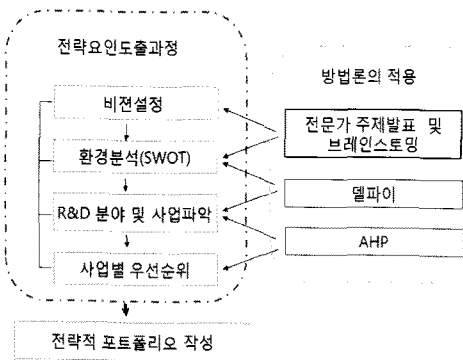 전략요인도출과정
비젼설정
환경분석(SWOT)
R&D 분야 및 사업파악
사업별 우선순위
전략적 포트폴리오 작성
방법론의 적용
전문가 주제발표 및
브레인스토밍
델파이
AHP